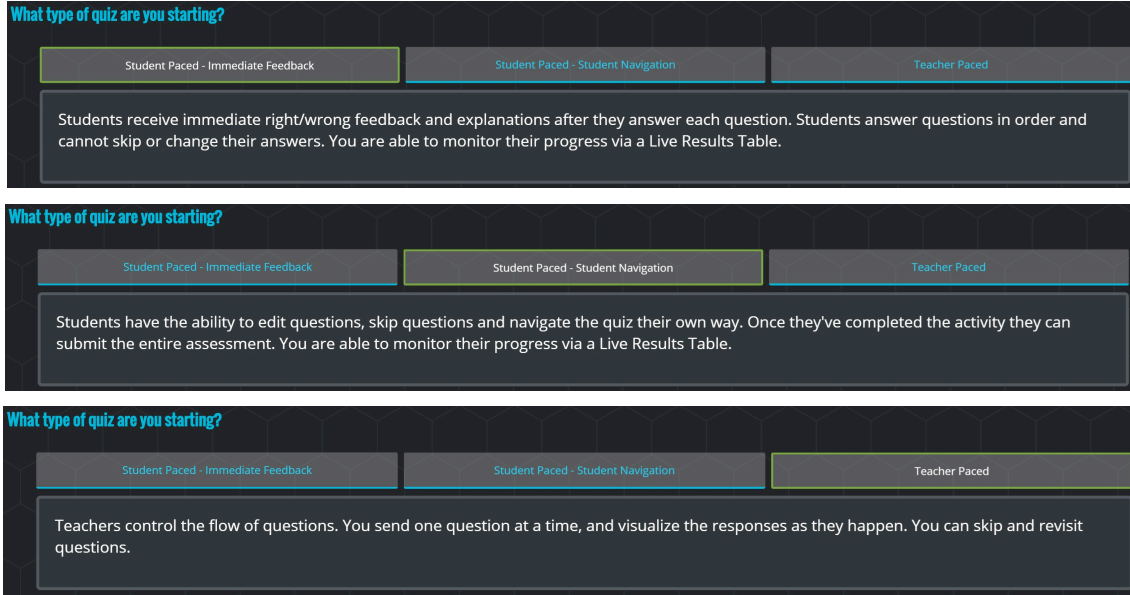 What type of quiz are you starting?
Student Paced - Immediate Feedback
Student Paced - Student Navigation
Teacher Paced
Students receive immediate right/wrong feedback and explanations after they answer each question. Students answer questions in order and
cannot skip or change their answers. You are able to monitor their progress via a Live Results Table.
What type of quiz are you starting?
Student Paced - Immediate Feedback
Student Paced - Student Navigation
Teacher Paced
Students have the ability to edit questions, skip questions and navigate the quiz their own way. Once they've completed the activity they can
submit the entire assessment. You are able to monitor their progress via a Live Results Table.
What type of quiz are you starting?
Student Paced - Immediate Feedback
Student Paced - Student Navigation
Teacher Paced
Teachers control the flow of questions. You send one question at a time, and visualize the responses as they happen. You can skip and revisit
questions.